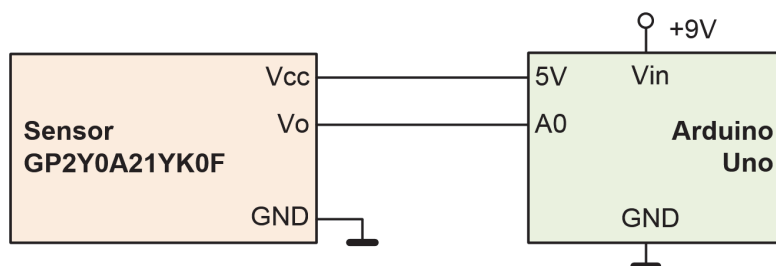 +9V
Vcc
5V
Vin
Vo
A0
Sensor
GP2Y0A21YK0F
Arduino
Uno
GND
GND